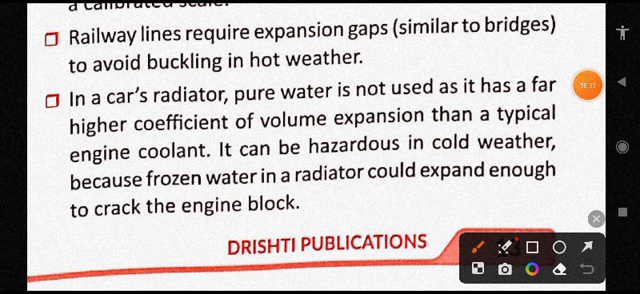 a calibrated scale.
Railway lines require expansion gaps (similar to bridges)
to avoid buckling in hot weather.
In a car's radiator, pure water is not used as it has a far
higher coefficient of volume expansion than a typical
engine coolant. It can be hazardous in cold weather,
because frozen water in a radiator could expand enough
to crack the engine block.
DRISHTI PUBLICATIONS